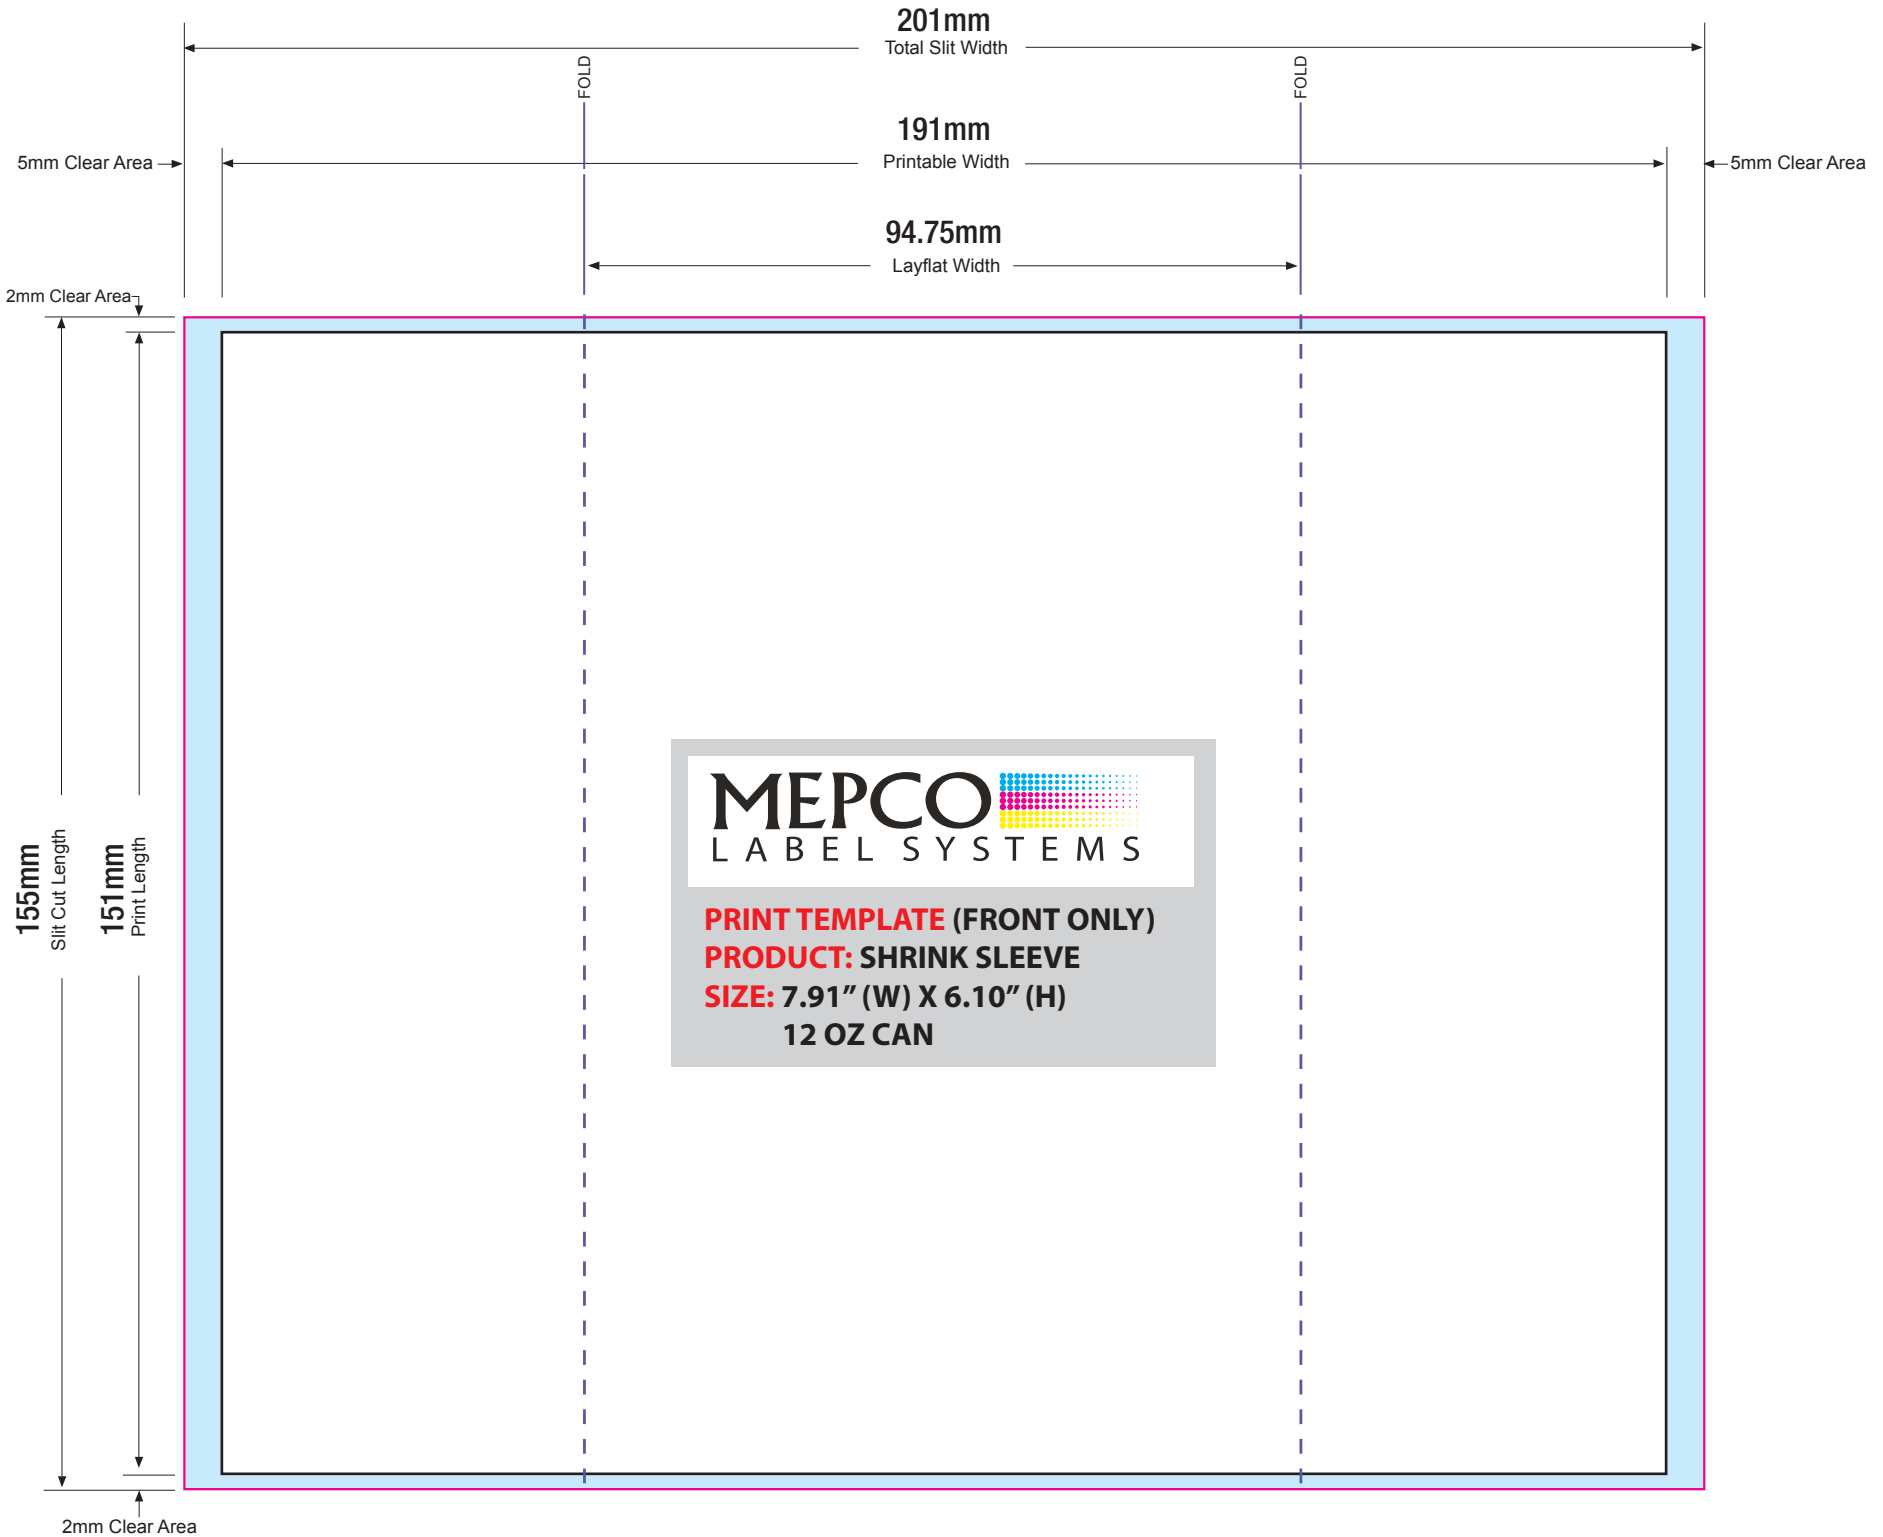 201mm
Total Slit Width
FOLD
FOLD
191mm
Printable Width
5mm Clear Area
5mm Clear Area
94.75mm
Layflat Width
2mm Clear Area
155mm
Slit Cut Length
151mm
Print Length
MEPCO
LABEL SYSTEMS
PRINT TEMPLATE (FRONT ONLY)
PRODUCT: SHRINK SLEEVE
SIZE: 7.91” (W) X 6.10” (H)
12 OZ CAN
2mm Clear Area